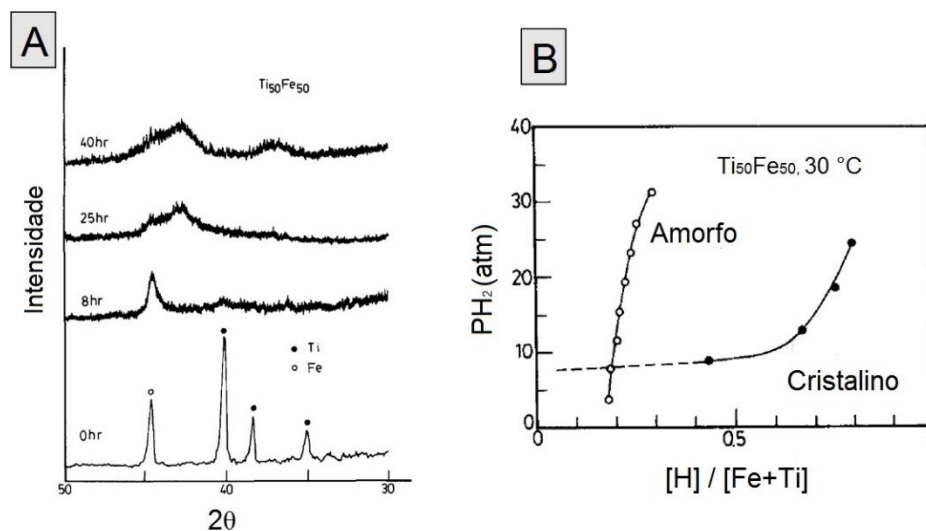 A
Ti50Fe50
40hr
25hr
8hr
Ti
Fe
0hr
50
40
30
2θ
Intensidade
B
40
30
20
10
0
0
0.5
PH2 (atm)
Ti50Fe50, 30 °C
Amorfo
Cristalino
[H] / [Fe+Ti]